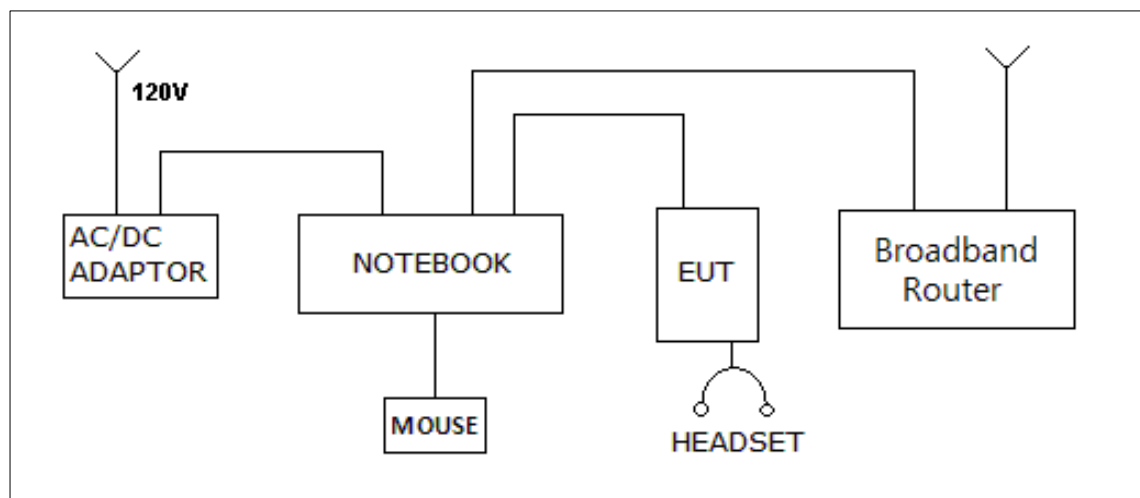 120V
AC/DC
ADAPTOR
NOTEBOOK
EUT
Broadband
Router
MOUSE
HEADSET